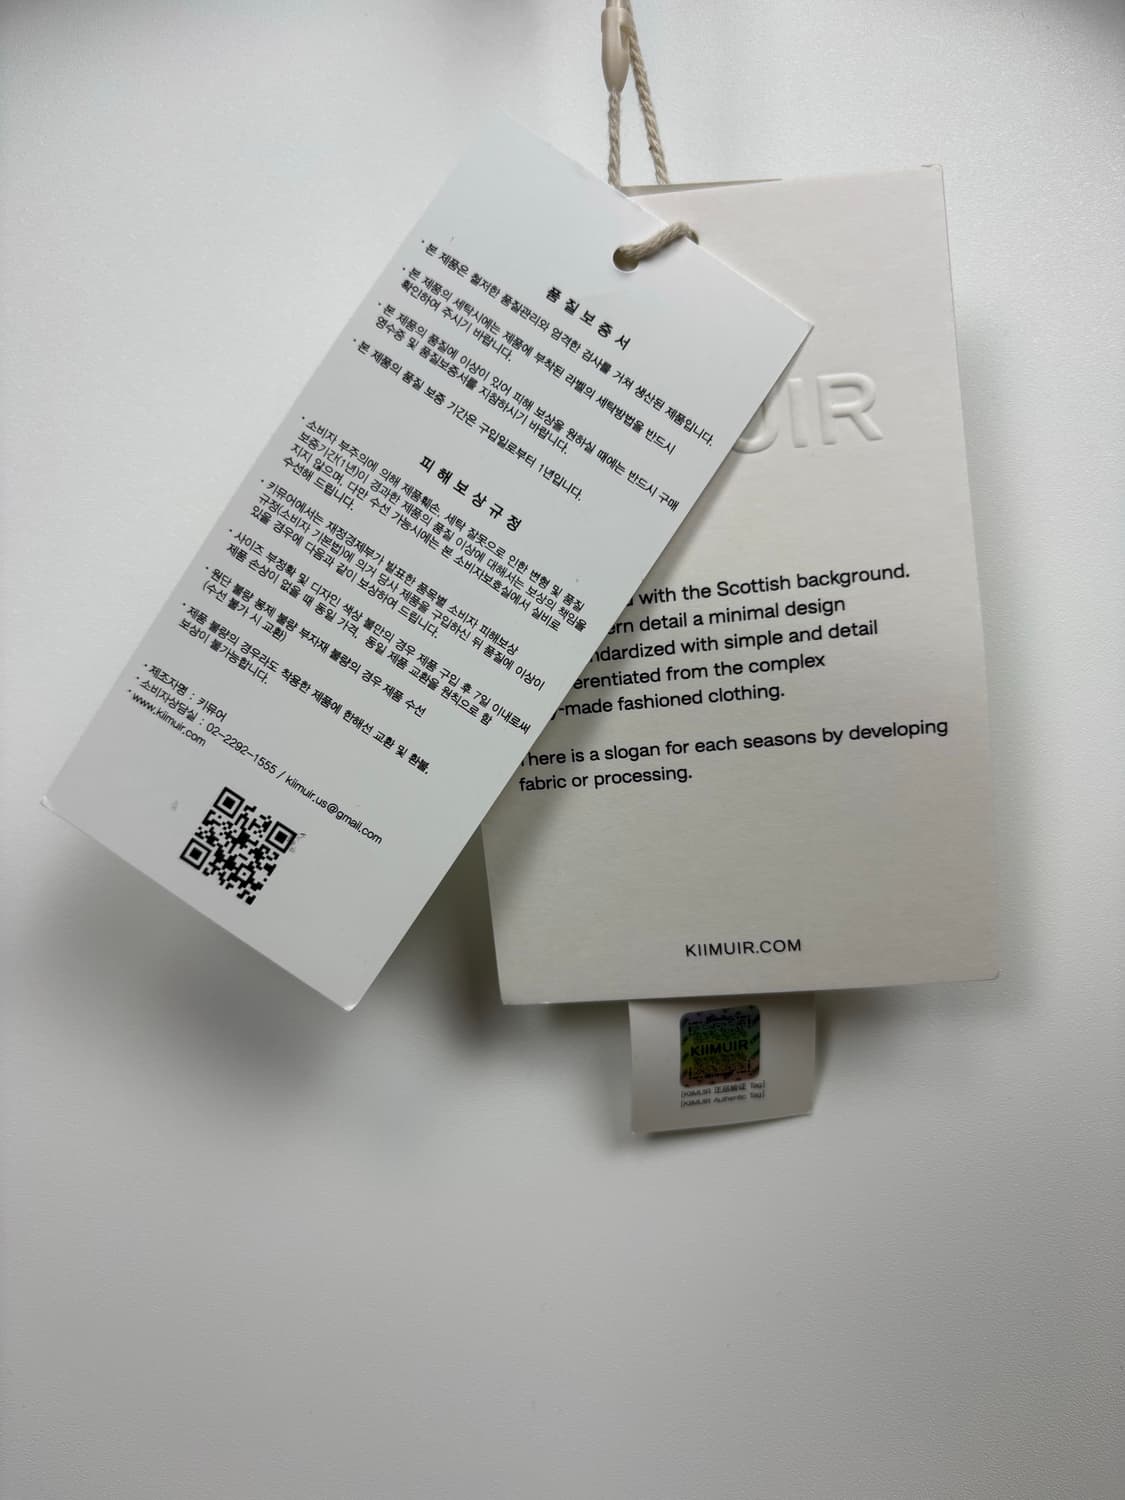 품질보증서
· 본 제품은 철저한 품질관리와 엄격한 검사를 거쳐 생산된 제품입니다.
· 본 제품의 세탁시에는 제품에 부착된 라벨의 세탁방법을 반드시
확인하여 주시기 바랍니다.
· 본 제품의 품질에 이상이 있어 피해 보상을 원하실 때에는 반드시 구매
영수증 및 품질보증서를 지참하시기 바랍니다.
· 본 제품의 품질 보증 기간은 구입일로부터 1년입니다.
피해보상규정
· 소비자 부주의에 의해 제품훼손, 세탁 잘못으로 인한 변형 및 품질
보증기간(1년)이 경과한 제품의 품질 이상에 대해서는 보상의 책임을
지지 않으며, 다만 수선 가능시에는 본 소비자보호실에서 실비로
수선해 드립니다.
· 키뮤어에서는 재정경제부가 발표한 품목별 소비자 피해보상
규정(소비자 기본법)에 의거 당사 제품을 구입하신 뒤 품질에 이상이
있을 경우에 다음과 같이 보상하여 드립니다.
· 사이즈 부정확 및 디자인 색상 불만의 경우 제품 구입 후 7일 이내로써
제품 손상이 없을 때 동일 가격, 동일 제품 교환을 원칙으로 함
· 원단 불량 봉제 불량 부자재 불량의 경우 제품 수선
(수선 불가 시 교환)
· 제품 불량의 경우라도 착용한 제품에 한해선 교환 및 환불,
보상이 불가능합니다.
· 제조자명 : 키뮤어
· 소비자상담실 : 02-2292-1555 / kiimuir.us@gmail.com
· www.kiimuir.com
UIR
with the Scottish background.
detail a minimal design
with simple and detail
from the complex
-made fashioned clothing.
here is a slogan for each seasons by developing
fabric or processing.
KIIMUIR.COM
KIIMUIR
[KIIMUIR 正品验证 Tag]
[KIIMUIR Authentic Tag]